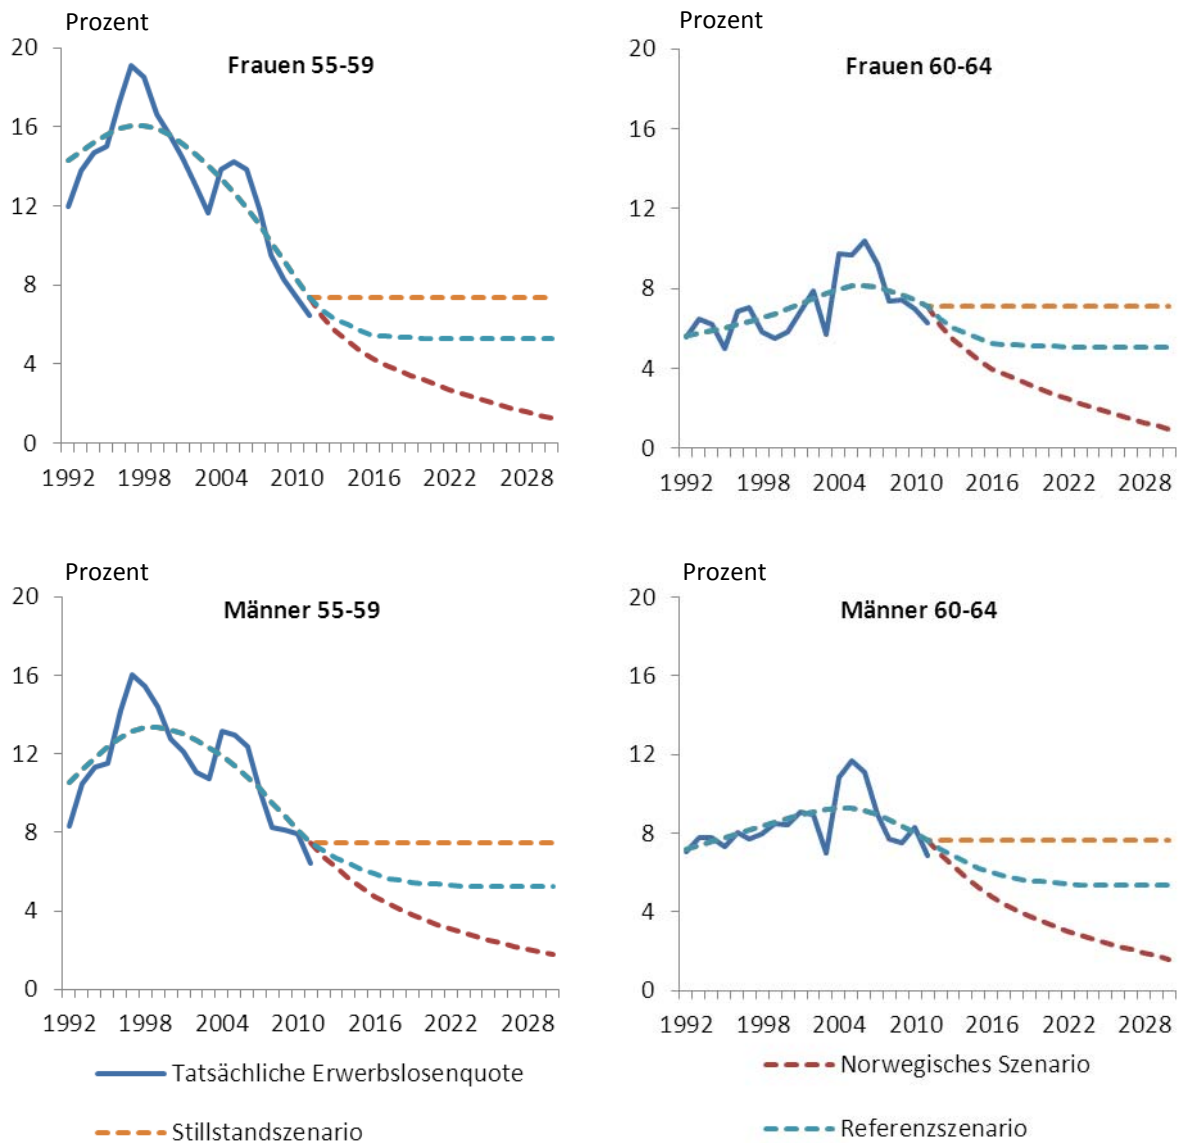 Prozent
Frauen 55-59
20
16
12
8
4
0
1992 1998 2004 2010 2016 2022 2028
Prozent
Frauen 60-64
20
16
12
8
4
0
1992 1998 2004 2010 2016 2022 2028
Prozent
Männer 55-59
20
16
12
8
4
0
1992 1998 2004 2010 2016 2022 2028
Prozent
Männer 60-64
20
16
12
8
4
0
1992 1998 2004 2010 2016 2022 2028
Tatsächliche Erwerbslosenquote
Norwegisches Szenario
Stillstandszenario
Referenzszenario